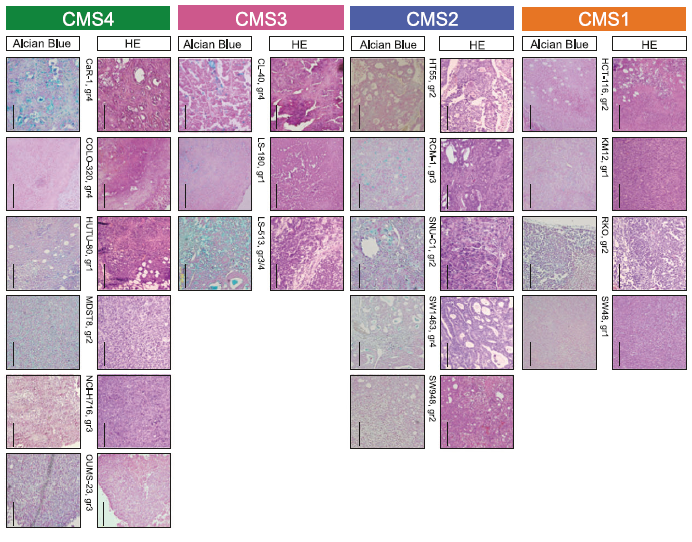 CMS4
CMS3
CMS2
CMS1
Alcian Blue
HE
Alcian Blue
HE
Alcian Blue
HE
Alcian Blue
HE
CaR-1, gr4
CL-40, gr4
HT55, gr2
HCT-116, gr2
COLO-320, gr4
LS-180, gr1
RCM-1, gr3
KM12, gr1
HUTU-80, gr1
LS-513, gr3/4
SNU-C1, gr2
RKO, gr2
MDST8, gr2
SW1463, gr4
SW48, gr1
NCI-H716, gr3
SW948, gr2
OUMS-23, gr3